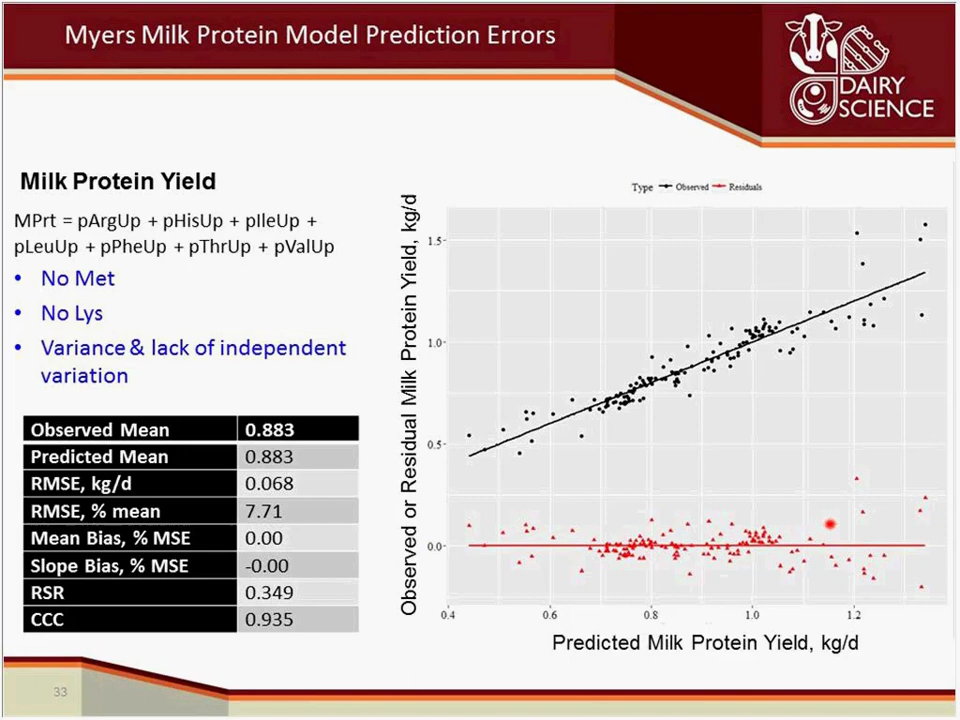 Myers Milk Protein Model Prediction Errors
DAIRY
SCIENCE
Milk Protein Yield
MPrt = pArgUp + pHisUp + pIleUp +
pLeuUp + pPheUp + pThrUp + pValUp
• No Met
• No Lys
• Variance & lack of independent
variation
Observed Mean 0.883
Predicted Mean 0.883
RMSE, kg/d 0.068
RMSE, % mean 7.71
Mean Bias, % MSE 0.00
Slope Bias, % MSE -0.00
RSR 0.349
CCC 0.935
Type Observed Residuals
Observed or Residual Milk Protein Yield, kg/d
1.5
1.0
0.5
0.0
0.4 0.6 0.8 1.0 1.2
Predicted Milk Protein Yield, kg/d
33